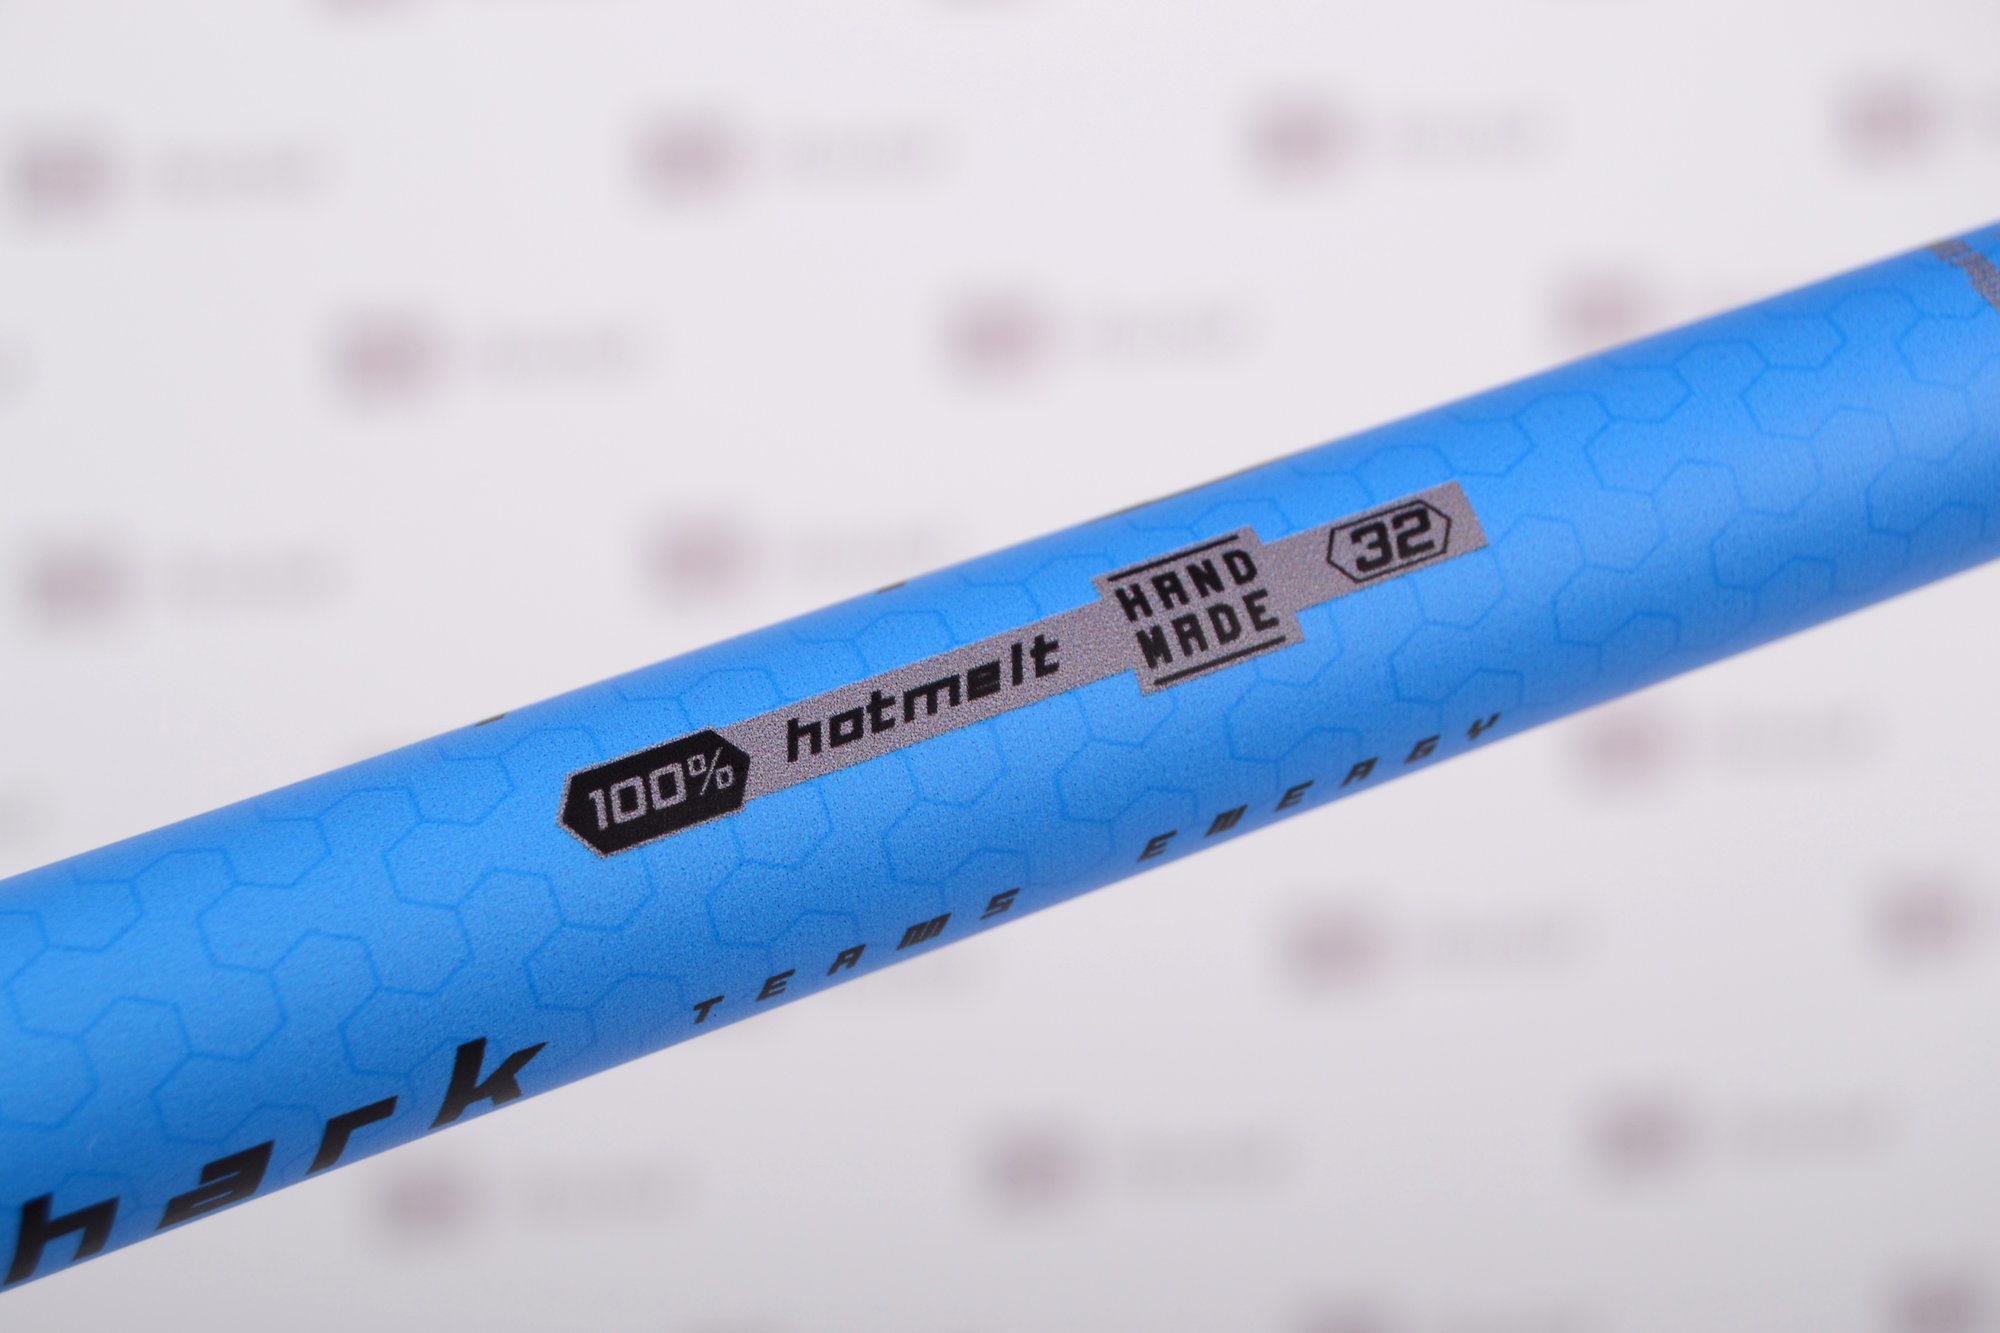 100% hotmelt
HAND
MADE
32
TEAMS ENERGY
hark